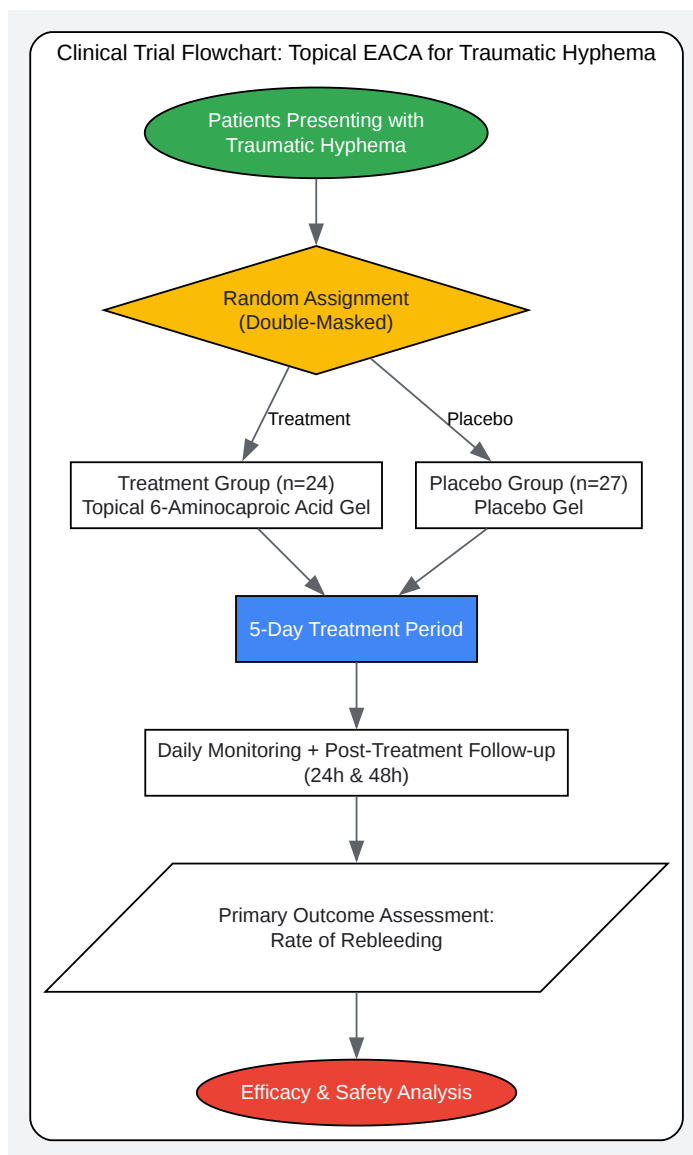 Clinical Trial Flowchart: Topical EACA for Traumatic Hyphema
Patients Presenting with
Traumatic Hyphema
Random Assignment
(Double-Masked)
Treatment
Placebo
Treatment Group (n=24)
Topical 6-Aminocaproic Acid Gel
Placebo Group (n=27)
Placebo Gel
5-Day Treatment Period
Daily Monitoring + Post-Treatment Follow-up
(24h & 48h)
Primary Outcome Assessment:
Rate of Rebleeding
Efficacy & Safety Analysis